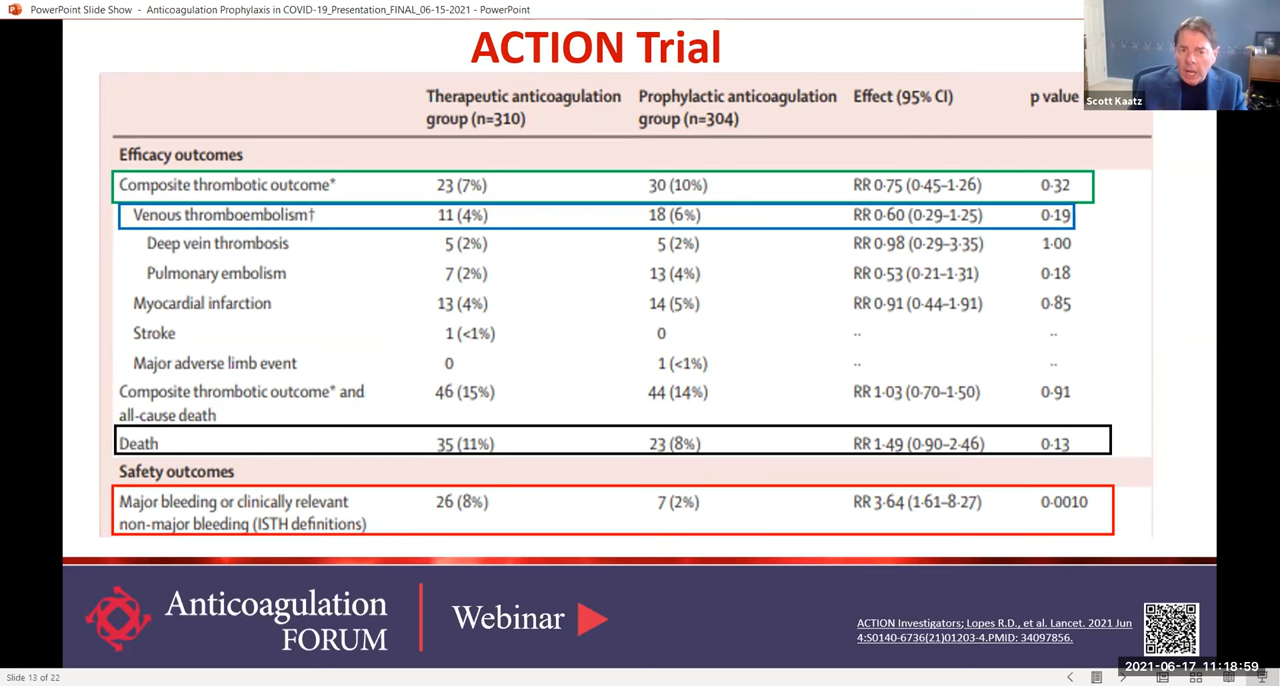 PowerPoint Slide Show - Anticoagulation Prophylaxis in COVID-19_Presentation_FINAL_06-15-2021 - PowerPoint
ACTION Trial
Scott Kaatz
Therapeutic anticoagulation group (n=310) Prophylactic anticoagulation group (n=304) Effect (95% CI) p value
Efficacy outcomes
Composite thrombotic outcome* 23 (7%) 30 (10%) RR 0·75 (0·45–1·26) 0·32
Venous thromboembolism† 11 (4%) 18 (6%) RR 0·60 (0·29–1·25) 0·19
Deep vein thrombosis 5 (2%) 5 (2%) RR 0·98 (0·29–3·35) 1·00
Pulmonary embolism 7 (2%) 13 (4%) RR 0·53 (0·21–1·31) 0·18
Myocardial infarction 13 (4%) 14 (5%) RR 0·91 (0·44–1·91) 0·85
Stroke 1 (<1%) 0 ·· ··
Major adverse limb event 0 1 (<1%) ·· ··
Composite thrombotic outcome* and 46 (15%) 44 (14%) RR 1·03 (0·70–1·50) 0·91
all-cause death
Death 35 (11%) 23 (8%) RR 1·49 (0·90–2·46) 0·13
Safety outcomes
Major bleeding or clinically relevant 26 (8%) 7 (2%) RR 3·64 (1·61–8·27) 0·0010
non-major bleeding (ISTH definitions)
Anticoagulation
FORUM
Webinar
ACTION Investigators; Lopes R.D., et al. Lancet. 2021 Jun
4:S0140-6736(21)01203-4.PMID: 34097856.
2021-06-17 11:18:59
Slide 13 of 22